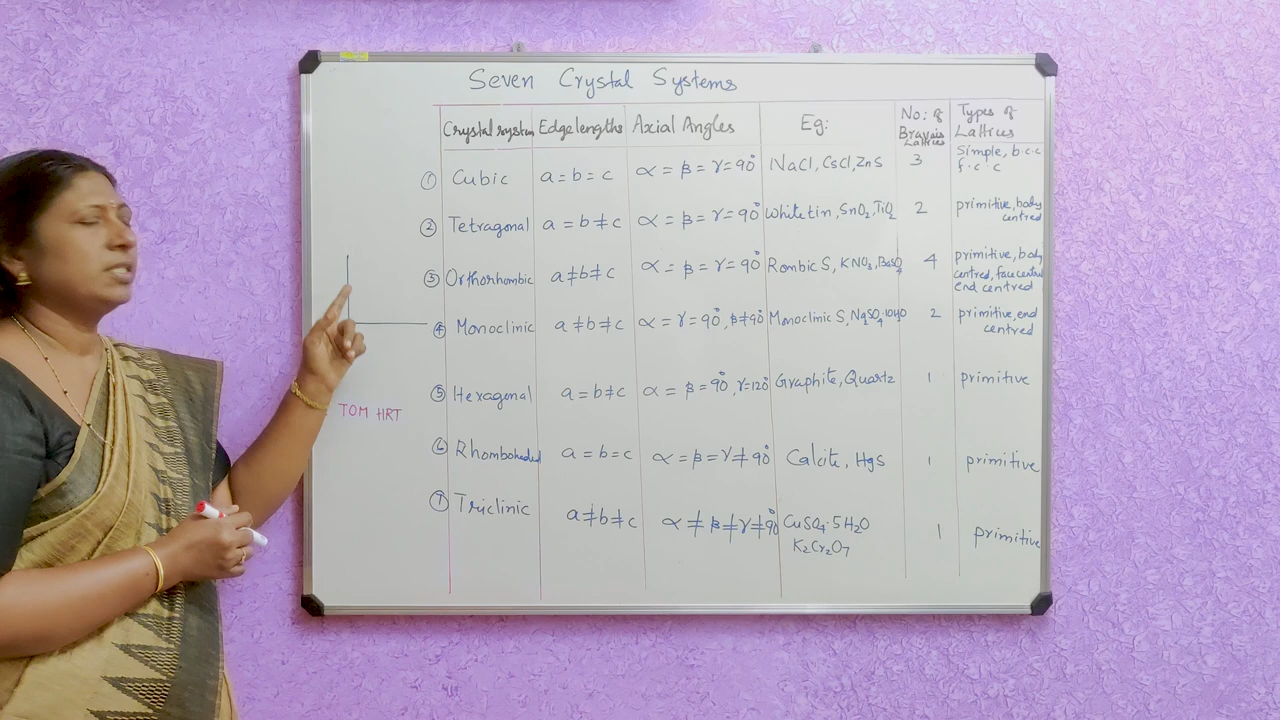 Seven Crystal Systems
Crystal system Edge lengths Axial Angles Eg: No: of Bravais Lattices Types of Lattices
① Cubic a = b = c α = β = γ = 90° NaCl, CsCl, ZnS 3 Simple, b.c.c f.c.c
② Tetragonal a = b ≠ c α = β = γ = 90° White tin, SnO₂, TiO₂ 2 primitive, body centred
③ Orthorhombic a ≠ b ≠ c α = β = γ = 90° Rombic S, KNO₃, BaSO₄ 4 primitive, body centred, face centred end centred
④ Monoclinic a ≠ b ≠ c α = γ = 90°, β ≠ 90° Monoclinic S, Na₂SO₄.10H₂O 2 primitive, end centred
⑤ Hexagonal a = b ≠ c α = β = 90°, γ = 120° Graphite, Quartz 1 primitive
TOM HRT
⑥ Rhombohedral a = b = c α = β = γ ≠ 90° Calcite, HgS 1 primitive
⑦ Triclinic a ≠ b ≠ c α ≠ β ≠ γ ≠ 90° CuSO₄.5H₂O K₂Cr₂O₇ 1 primitive